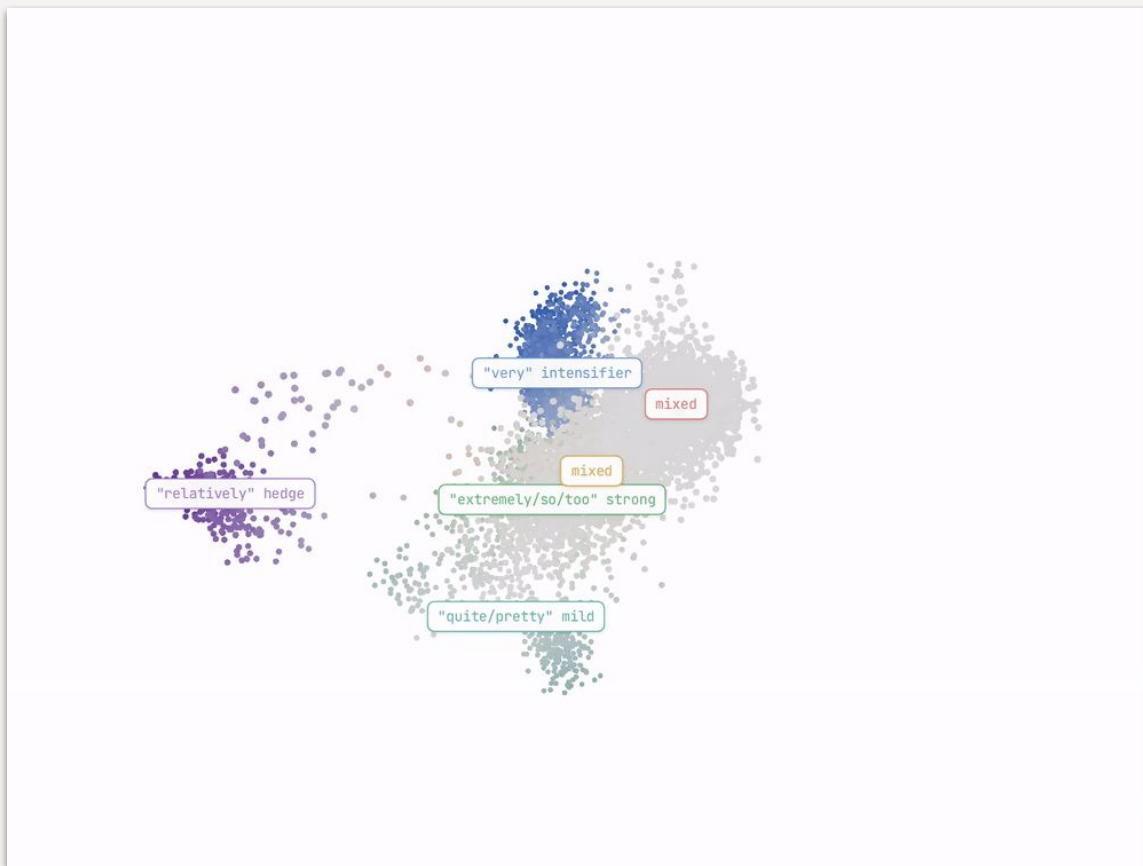 "very" intensifier
mixed
mixed
"relatively" hedge
"extremely/so/too" strong
"quite/pretty" mild